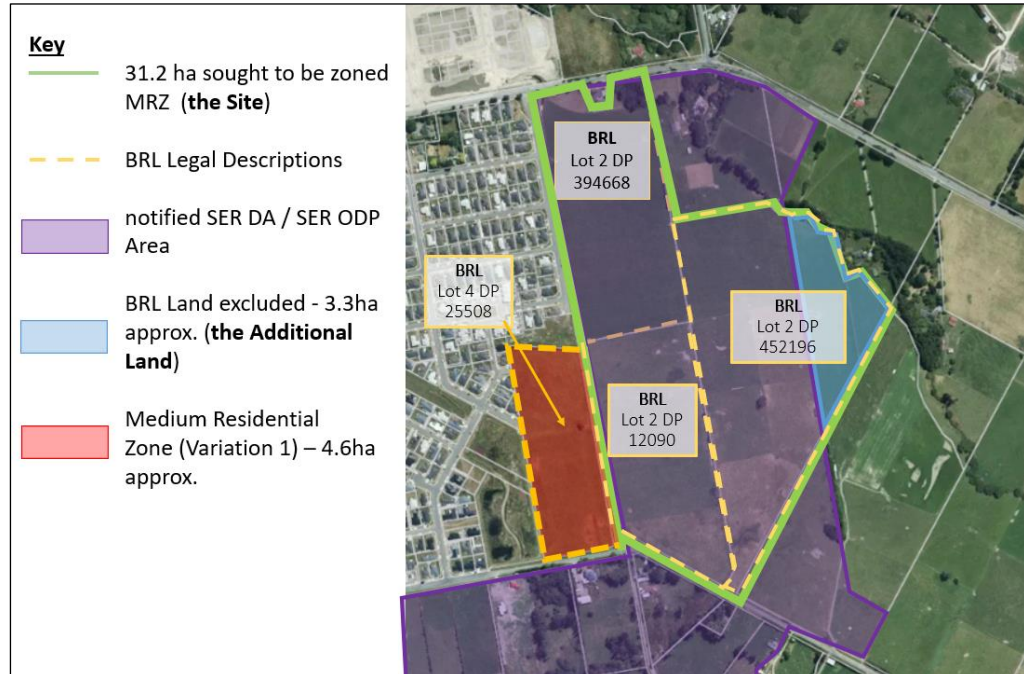 Key
31.2 ha sought to be zoned
MRZ (the Site)
BRL Legal Descriptions
notified SER DA / SER ODP
Area
BRL Land excluded - 3.3ha
approx. (the Additional
Land)
Medium Residential
Zone (Variation 1) – 4.6ha
approx.
BRL
Lot 2 DP
394668
BRL
Lot 4 DP
25508
BRL
Lot 2 DP
452196
BRL
Lot 2 DP
12090